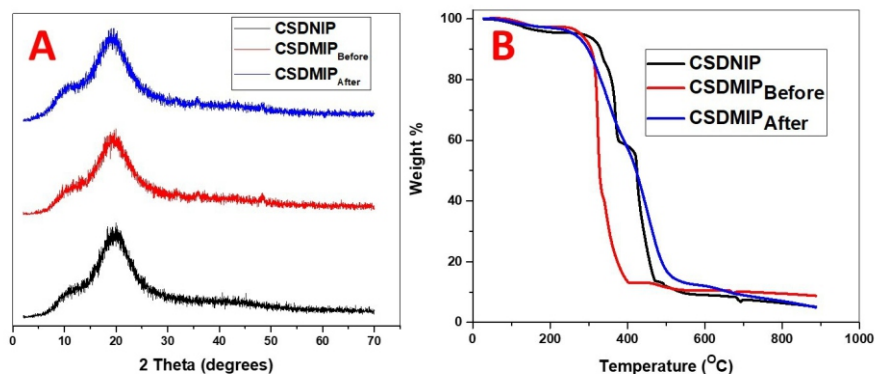 A
CSDNIP
CSDMIPBefore
CSDMIPAfter
0 10 20 30 40 50 60 70
2 Theta (degrees)
B
CSDNIP
CSDMIPBefore
CSDMIPAfter
Weight %
100
80
60
40
20
0
0 200 400 600 800 1000
Temperature (OC)